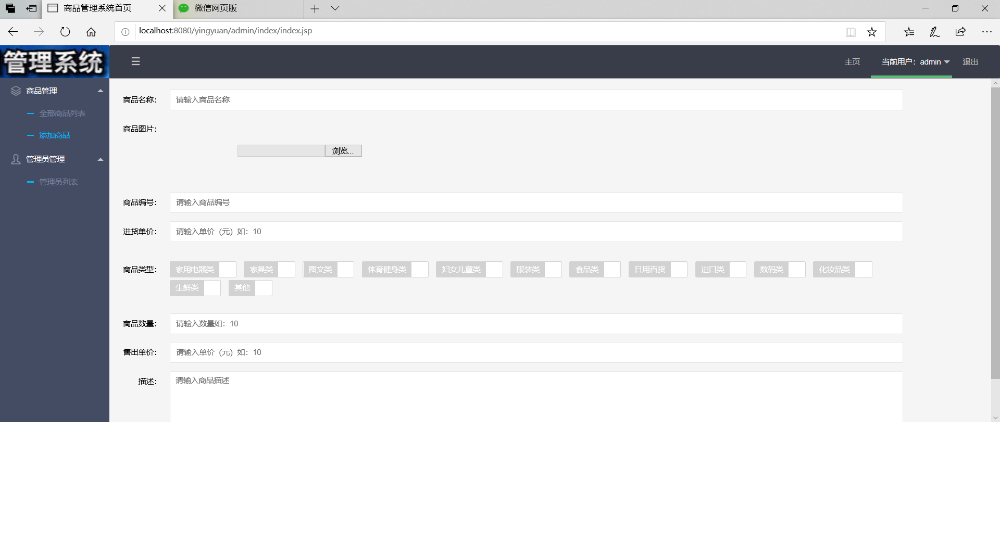 商品管理系统首页 微信网页版
localhost:8080/yingyuan/admin/index/index.jsp
管理系统 主页 当前用户：admin 退出
商品管理
全部商品列表
添加商品
管理员管理
管理员列表
商品名称： 请输入商品名称
商品图片：
浏览...
商品编号： 请输入商品编号
进货单价： 请输入单价（元）如：10
商品类型： 家用电器类 家具类 图文类 体育健身类 妇女儿童类 服装类 食品类 日用百货 进口类 数码类 化妆品类
生鲜类 其他
商品数量： 请输入数量如：10
售出单价： 请输入单价（元）如：10
描述： 请输入商品描述